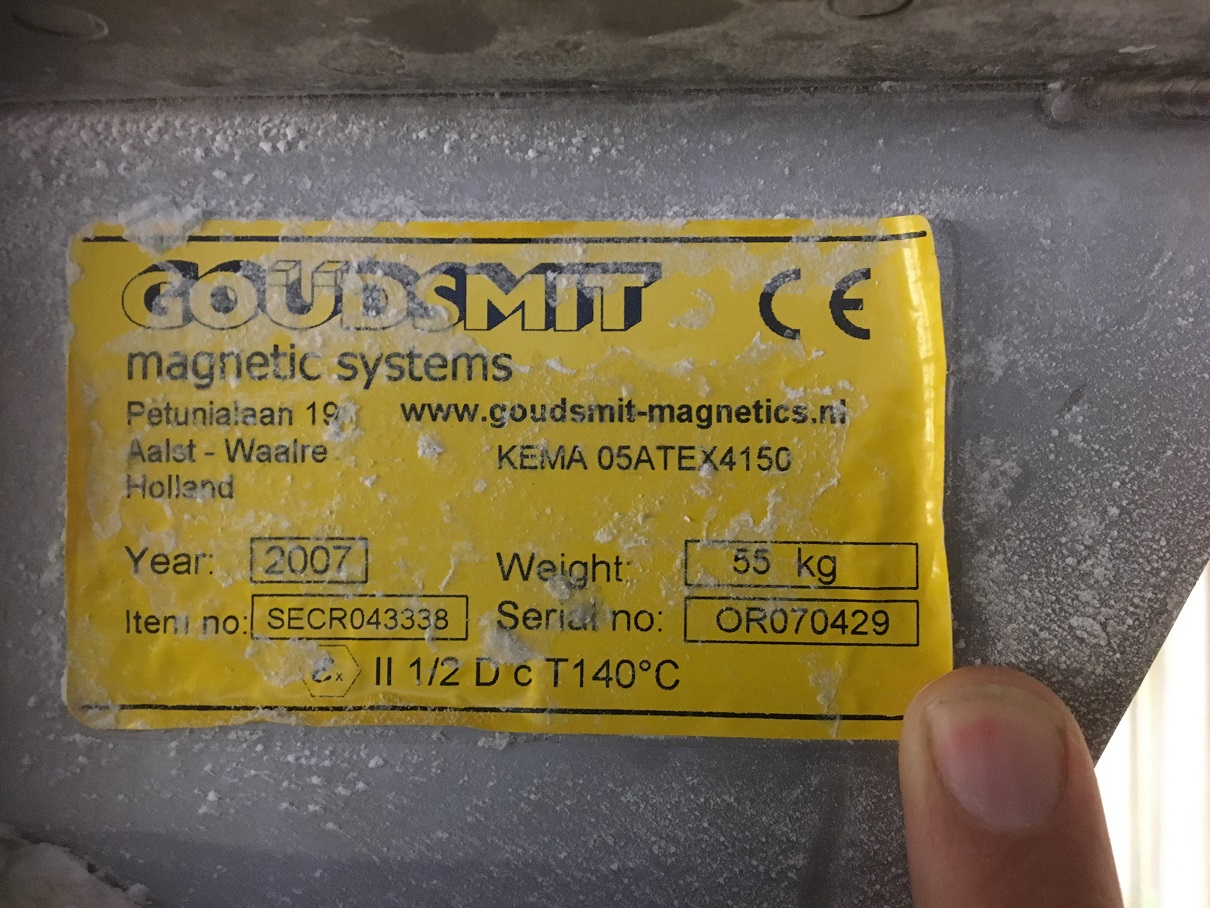 GOUDSMIT CE
magnetic systems
Petunialaan 19 www.goudsmit-magnetics.nl
Aalst - Waalre KEMA 05ATEX4150
Holland
Year: 2007 Weight: 55 kg
Item no: SECR043338 Serial no: OR070429
εx II 1/2 D c T140°C